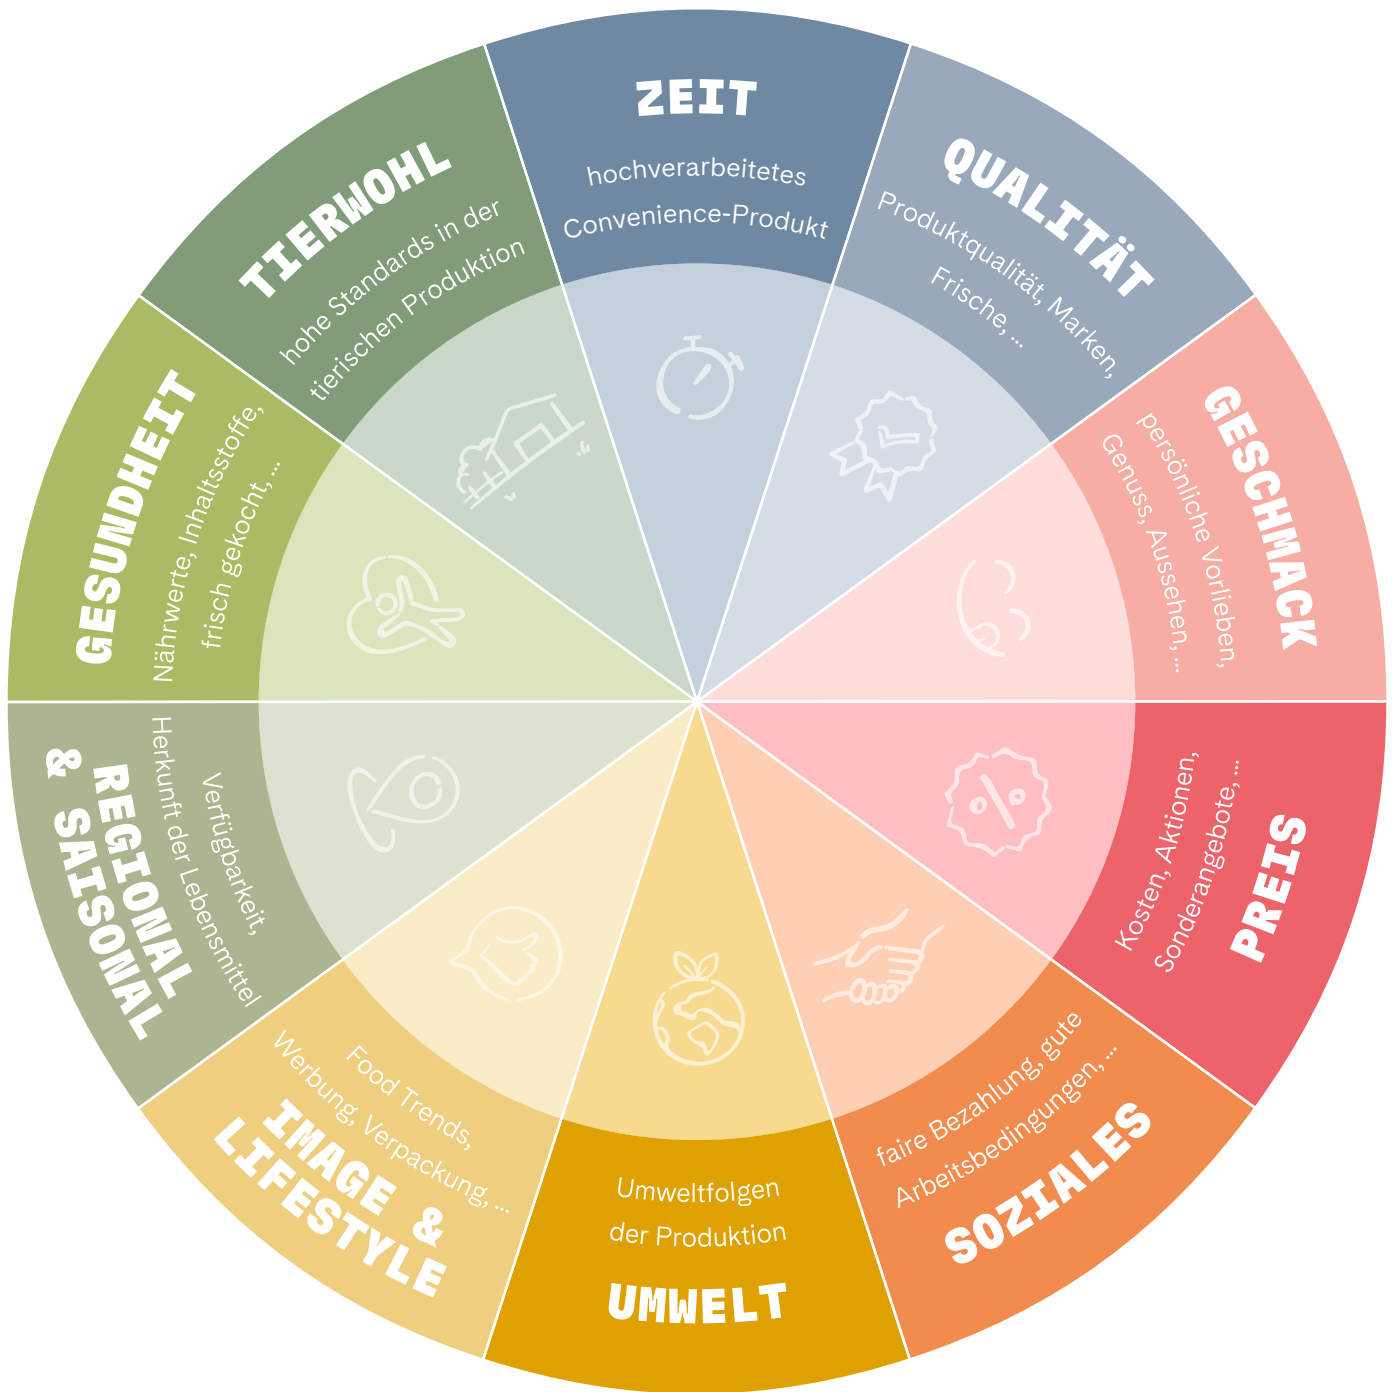 ZEIT
hochverarbeitetes
Convenience-Produkt
QUALITÄT
Produktqualität, Marken,
Frische, ...
GESCHMACK
persönliche Vorlieben,
Genuss, Aussehen, ...
Kosten, Aktionen,
Sonderangebote, ...
PREIS
faire Bezahlung, gute
Arbeitsbedingungen, ...
SOZIALES
Umweltfolgen
der Produktion
UMWELT
Food Trends,
Werbung, Verpackung, ...
IMAGE &
LIFESTYLE
REGIONAL
& SAISONAL
Verfügbarkeit,
Herkunft der Lebensmittel
GESUNDHEIT
Nährwerte, Inhaltsstoffe,
frisch gekocht, ...
TIERWOHL
hohe Standards in der
tierischen Produktion